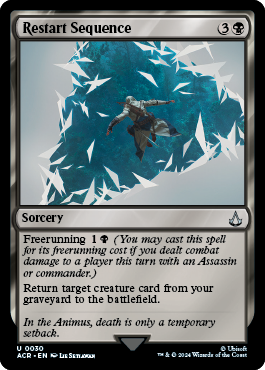 Restart Sequence 3
Sorcery
Freerunning 1 (You may cast this spell
for its freerunning cost if you dealt combat
damage to a player this turn with an Assassin
or commander.)
Return target creature card from your
graveyard to the battlefield.
In the Animus, death is only a temporary
setback.
U 0030 © Ubisoft
ACR • EN Lie Setiawan ™ & © 2024 Wizards of the Coast